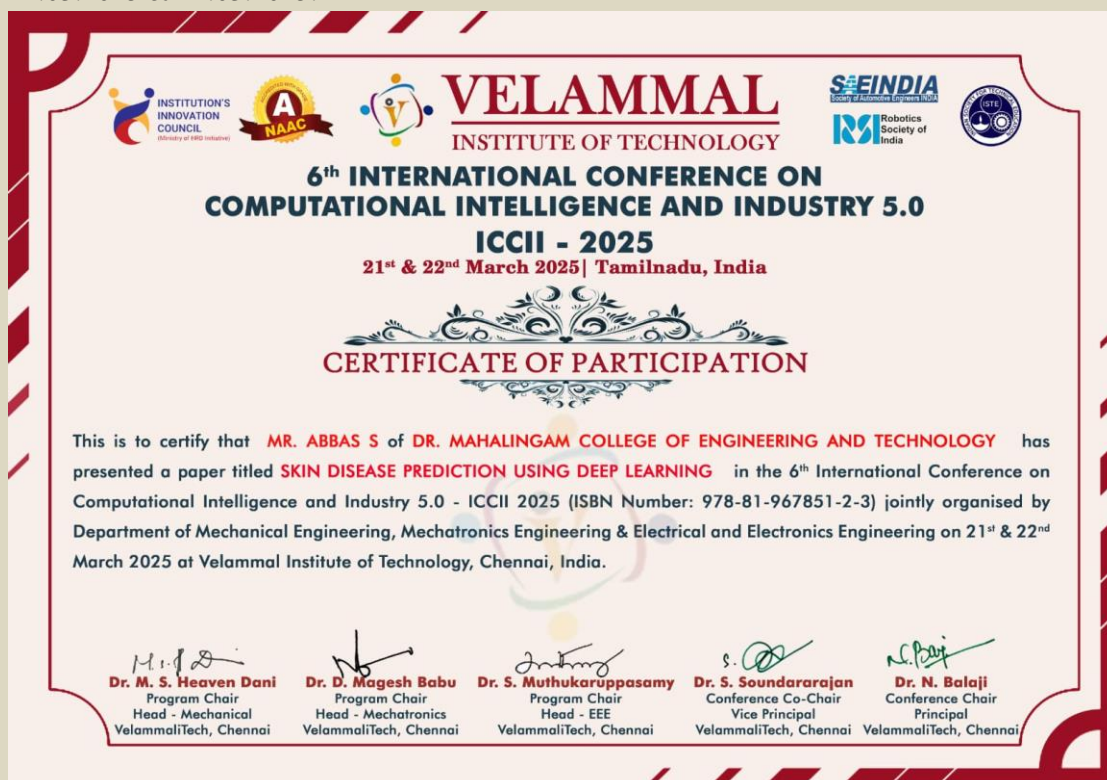 INSTITUTION'S
INNOVATION
COUNCIL
(Ministry of HRD Initiative)
A
NAAC
V
VELAMMAL
INSTITUTE OF TECHNOLOGY
SAEINDIA
Society of Automotive Engineers INDIA
RSI Robotics
Society of
India
ISTE
6th INTERNATIONAL CONFERENCE ON
COMPUTATIONAL INTELLIGENCE AND INDUSTRY 5.0
ICCII - 2025
21st & 22nd March 2025| Tamilnadu, India
CERTIFICATE OF PARTICIPATION
This is to certify that MR. ABBAS S of DR. MAHALINGAM COLLEGE OF ENGINEERING AND TECHNOLOGY has
presented a paper titled SKIN DISEASE PREDICTION USING DEEP LEARNING in the 6th International Conference on
Computational Intelligence and Industry 5.0 - ICCII 2025 (ISBN Number: 978-81-967851-2-3) jointly organised by
Department of Mechanical Engineering, Mechatronics Engineering & Electrical and Electronics Engineering on 21st & 22nd
March 2025 at Velammal Institute of Technology, Chennai, India.
Dr. M. S. Heaven Dani
Program Chair
Head - Mechanical
VelammaliTech, Chennai
Dr. D. Magesh Babu
Program Chair
Head - Mechatronics
VelammaliTech, Chennai
Dr. S. Muthukaruppasamy
Program Chair
Head - EEE
VelammaliTech, Chennai
Dr. S. Soundararajan
Conference Co-Chair
Vice Principal
VelammaliTech, Chennai
Dr. N. Balaji
Conference Chair
Principal
VelammaliTech, Chennai